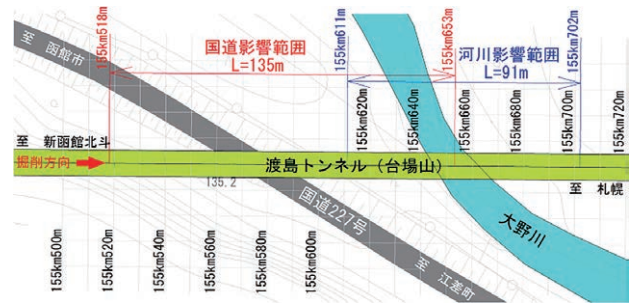 155km518m
国道影響範囲
L=135m
155km611m
155km653m
河川影響範囲
L=91m
155km702m
至 函館市
155km620m
155km640m
155km660m
155km680m
155km700m
155km720m
至 新函館北斗
掘削方向
渡島トンネル（台場山）
135.2
至 札幌
国道227号
大野川
至 江差町
155km500m
155km520m
155km540m
155km560m
155km580m
155km600m